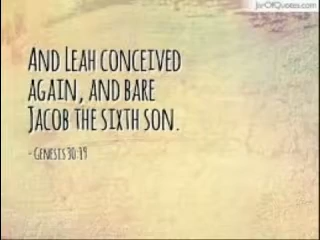 JarOfQuotes.com
And Leah conceived
again, and bare
Jacob the sixth son.
- Genesis 30:19